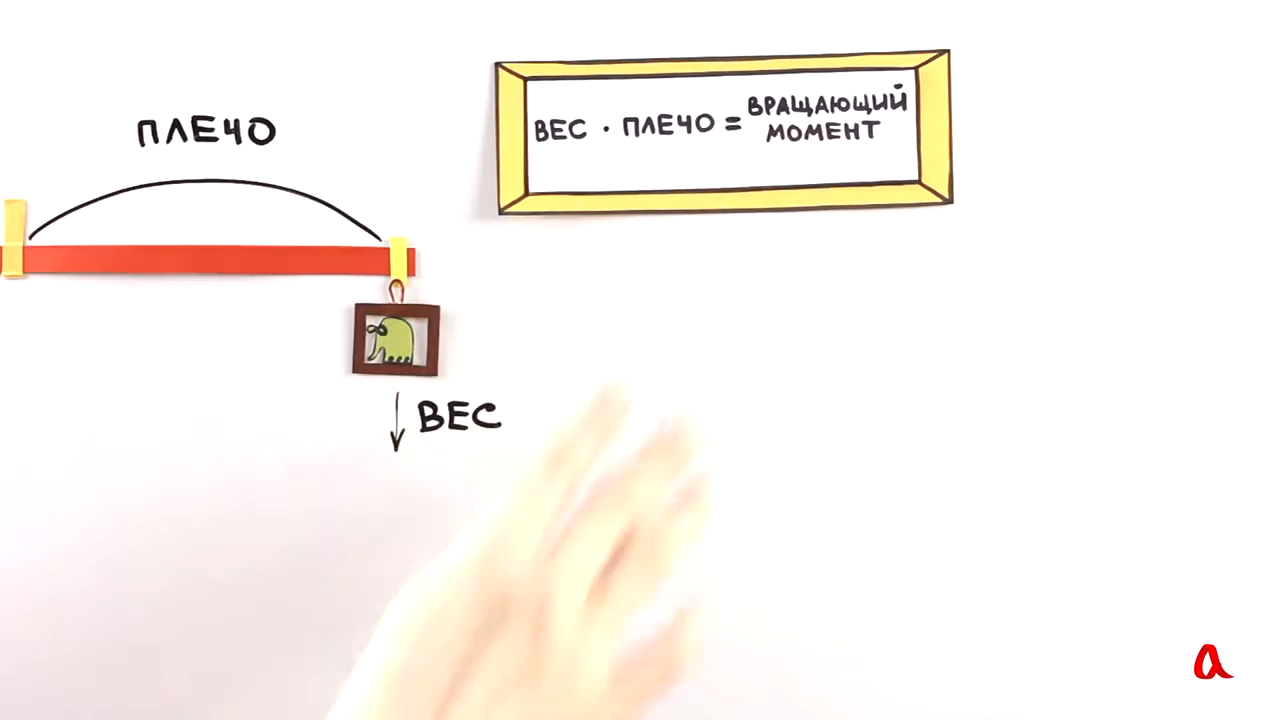 ПЛЕЧО
ВЕС · ПЛЕЧО = ВРАЩАЮЩИЙ
МОМЕНТ
ВЕС
a